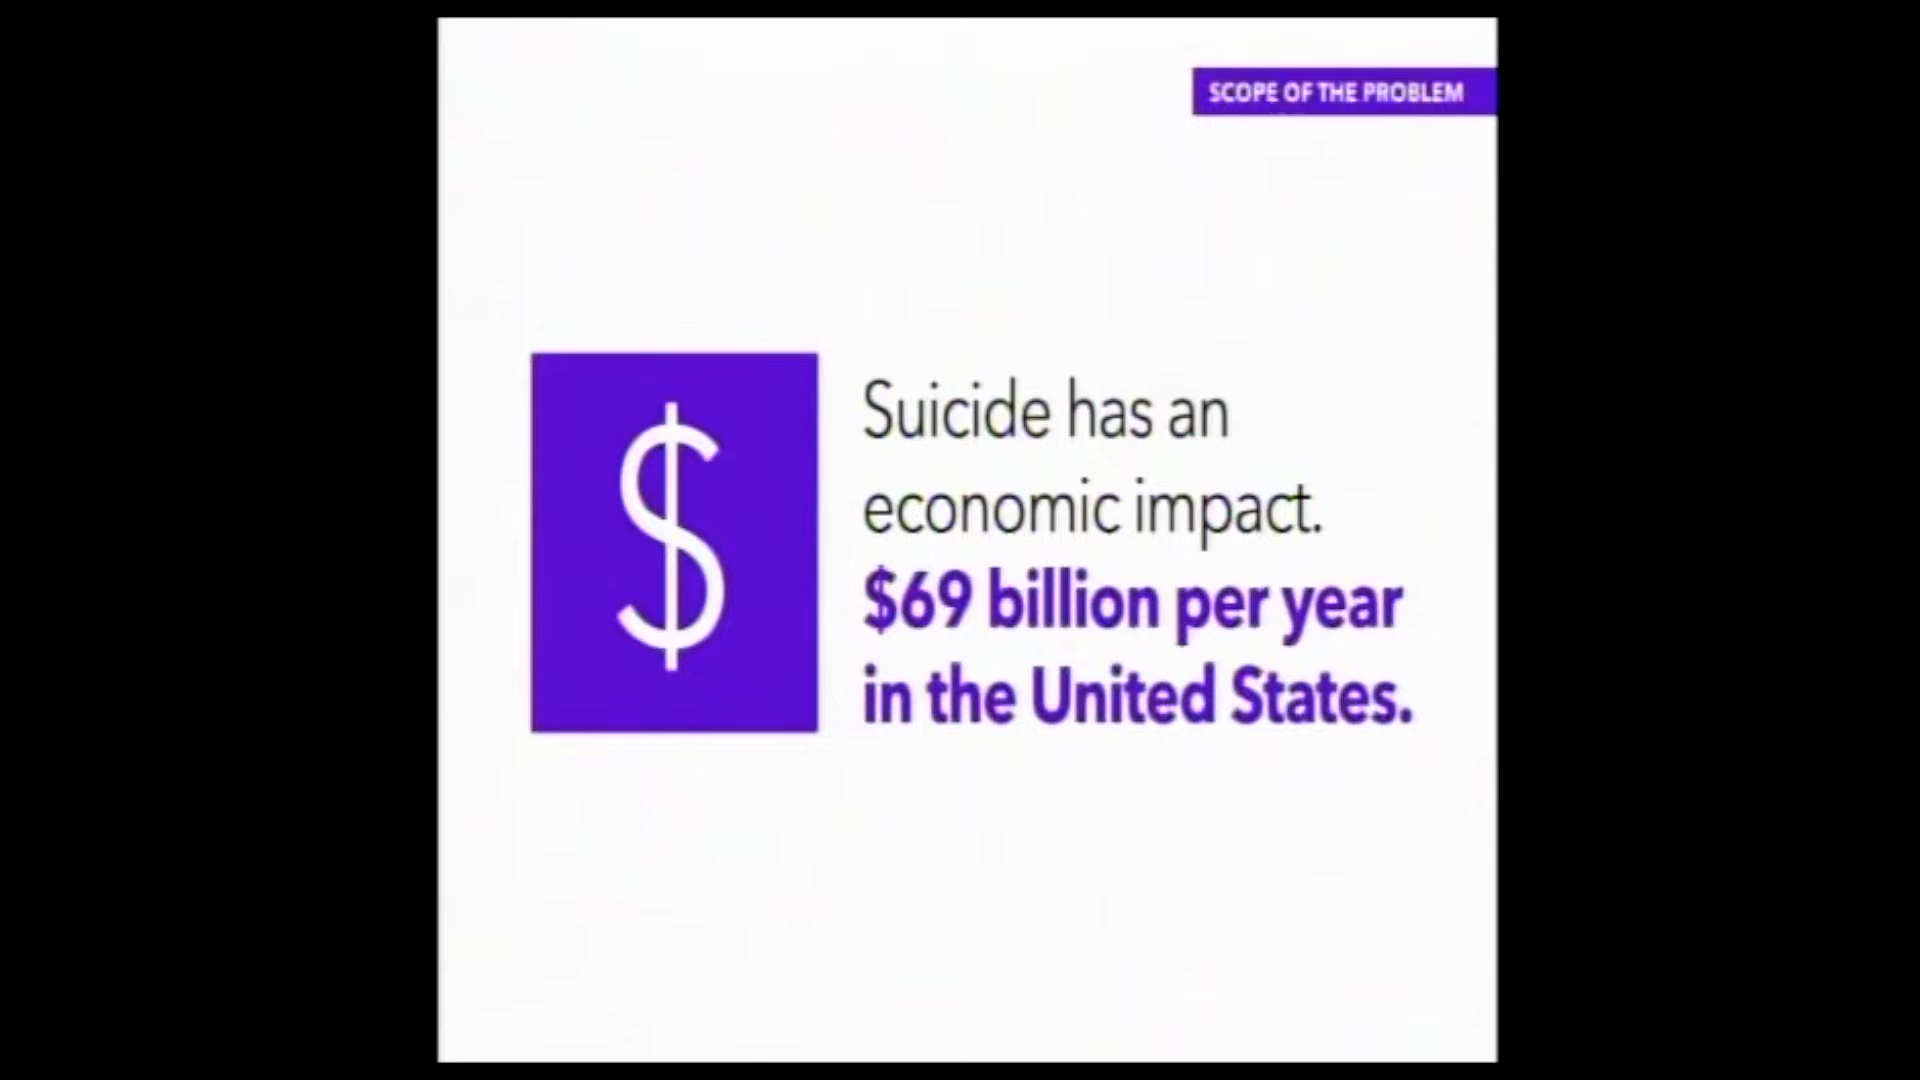 SCOPE OF THE PROBLEM
$
Suicide has an
economic impact.
$69 billion per year
in the United States.